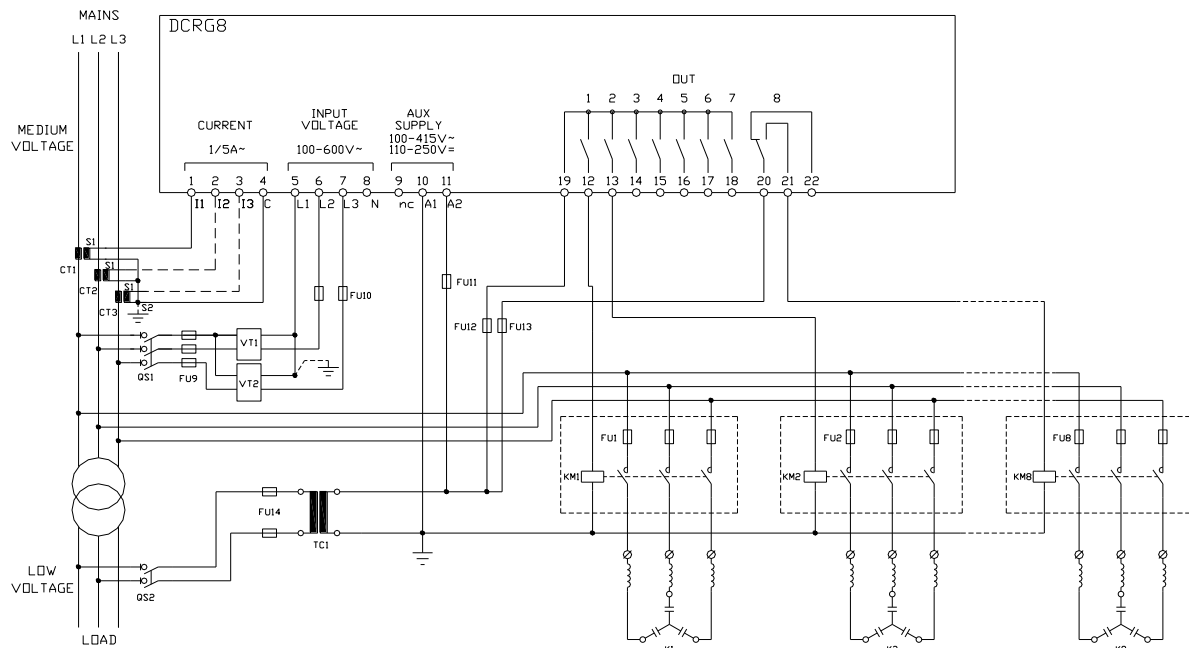 MAINS
L1 L2 L3
DCRG8
MEDIUM
VOLTAGE
CURRENT
1/5A~
INPUT
VOLTAGE
100-600V~
AUX
SUPPLY
100-415V~
110-250V=
OUT
1 2 3 4 5 6 7 8
1 2 3 4 5 6 7 8 9 10 11 19 12 13 14 15 16 17 18 20 21 22
I1 I2 I3 C L1 L2 L3 N nc A1 A2
S1
CT1
S1
CT2
S1
CT3
S2
FU10
FU11
FU12
FU13
QS1
FU9
VT1
VT2
FU1
FU2
FU8
KM1
KM2
KM8
FU14
TC1
LOW
VOLTAGE
QS2
LOAD